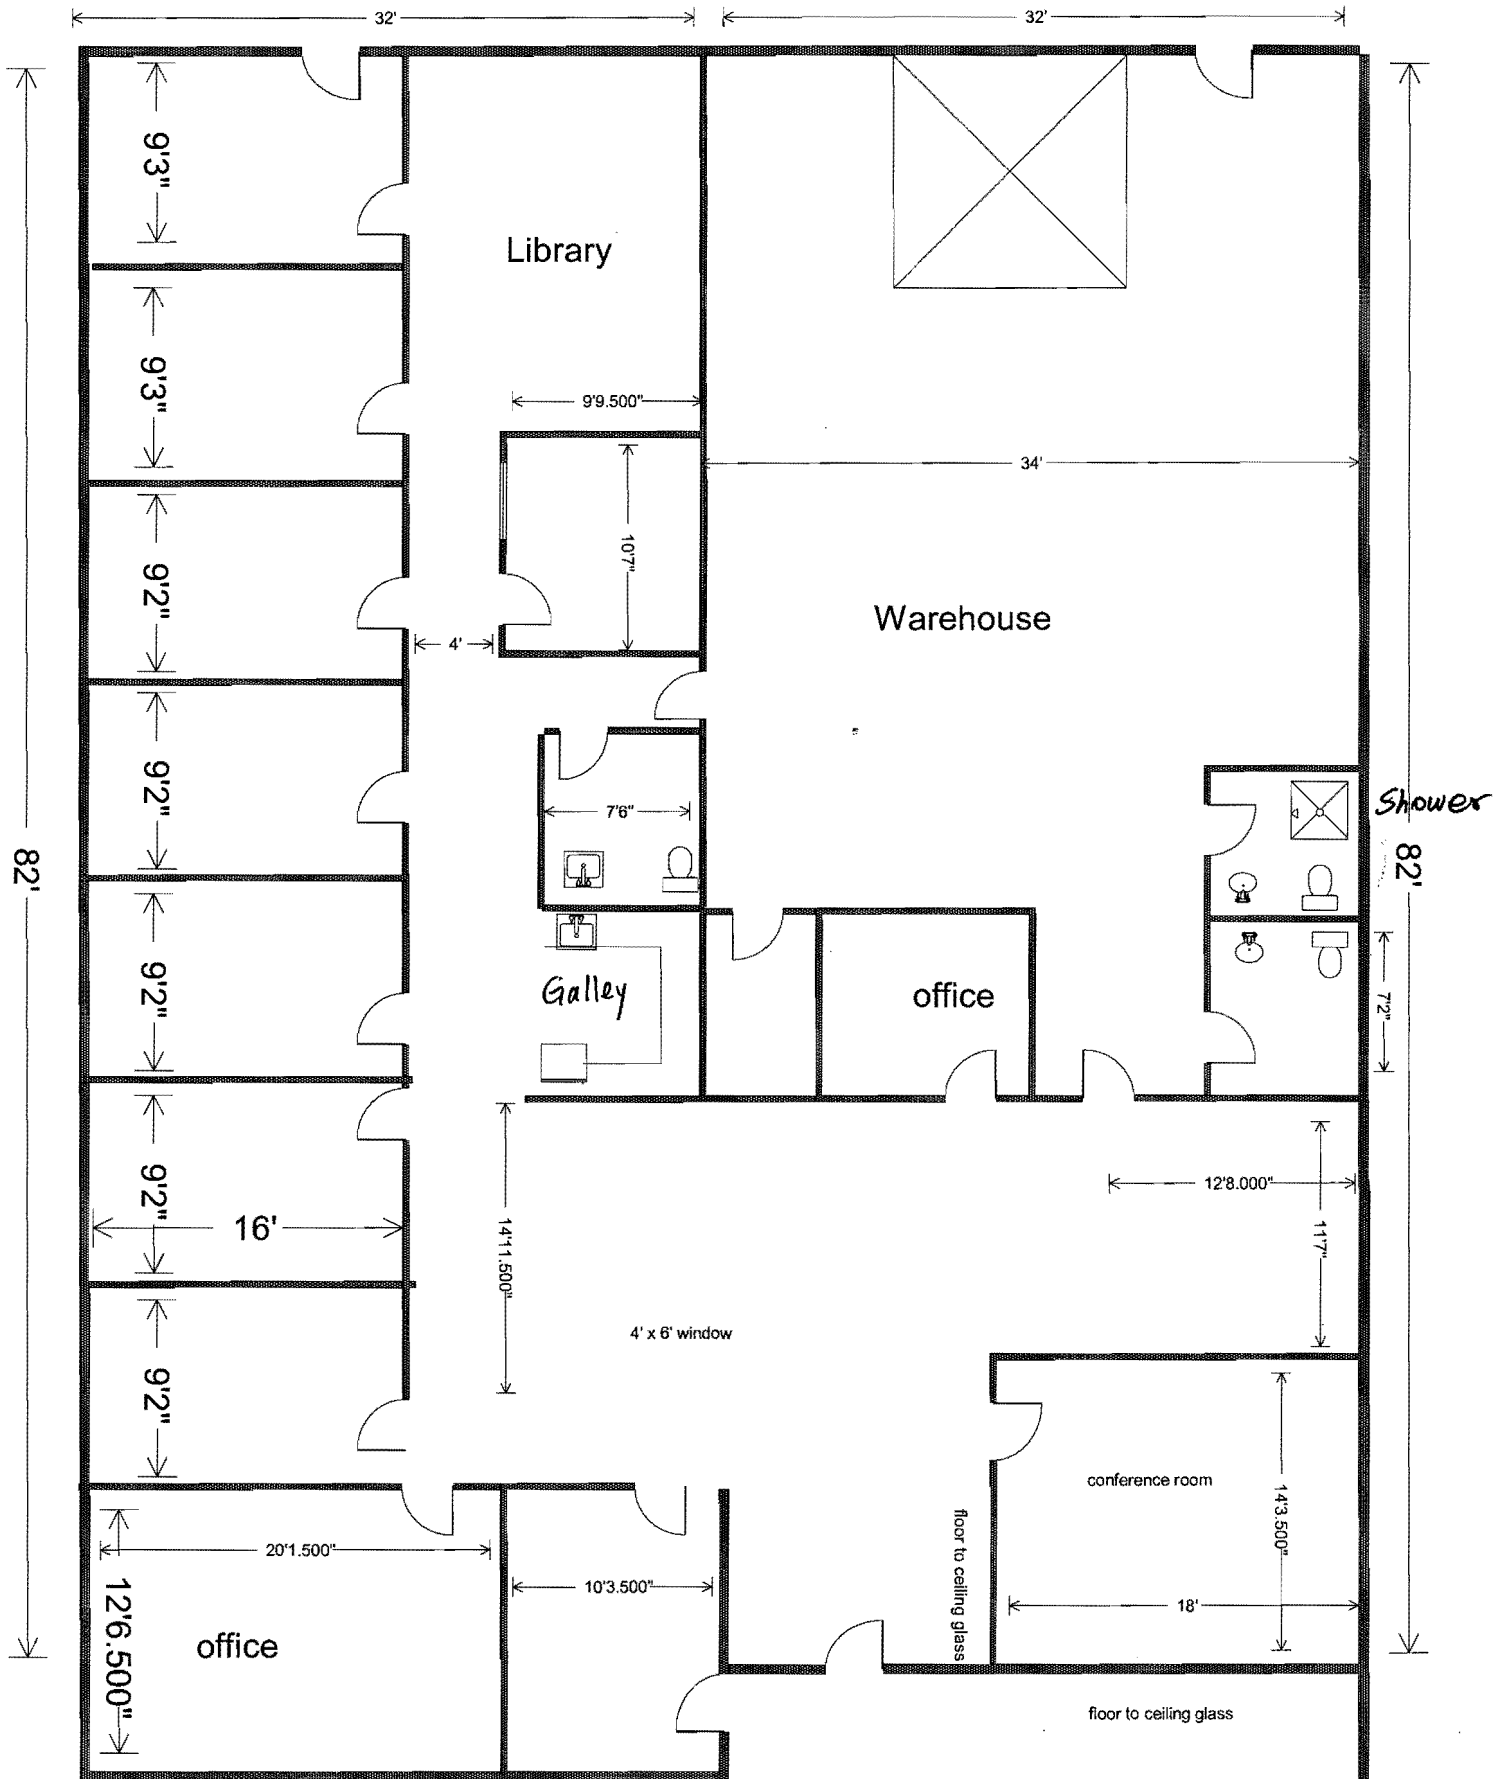 32'
32'
9'3"
Library
9'3"
9'9.500"
34'
9'2"
10'7"
Warehouse
4'
9'2"
7'6"
Shower
82'
82'
9'2"
Galley
office
7'2"
9'2"
16'
14'11.500"
12'8.000"
11'7"
4' x 6' window
9'2"
conference room
14'3.500"
floor to ceiling glass
20'1.500"
10'3.500"
18'
12'6.500"
office
floor to ceiling glass